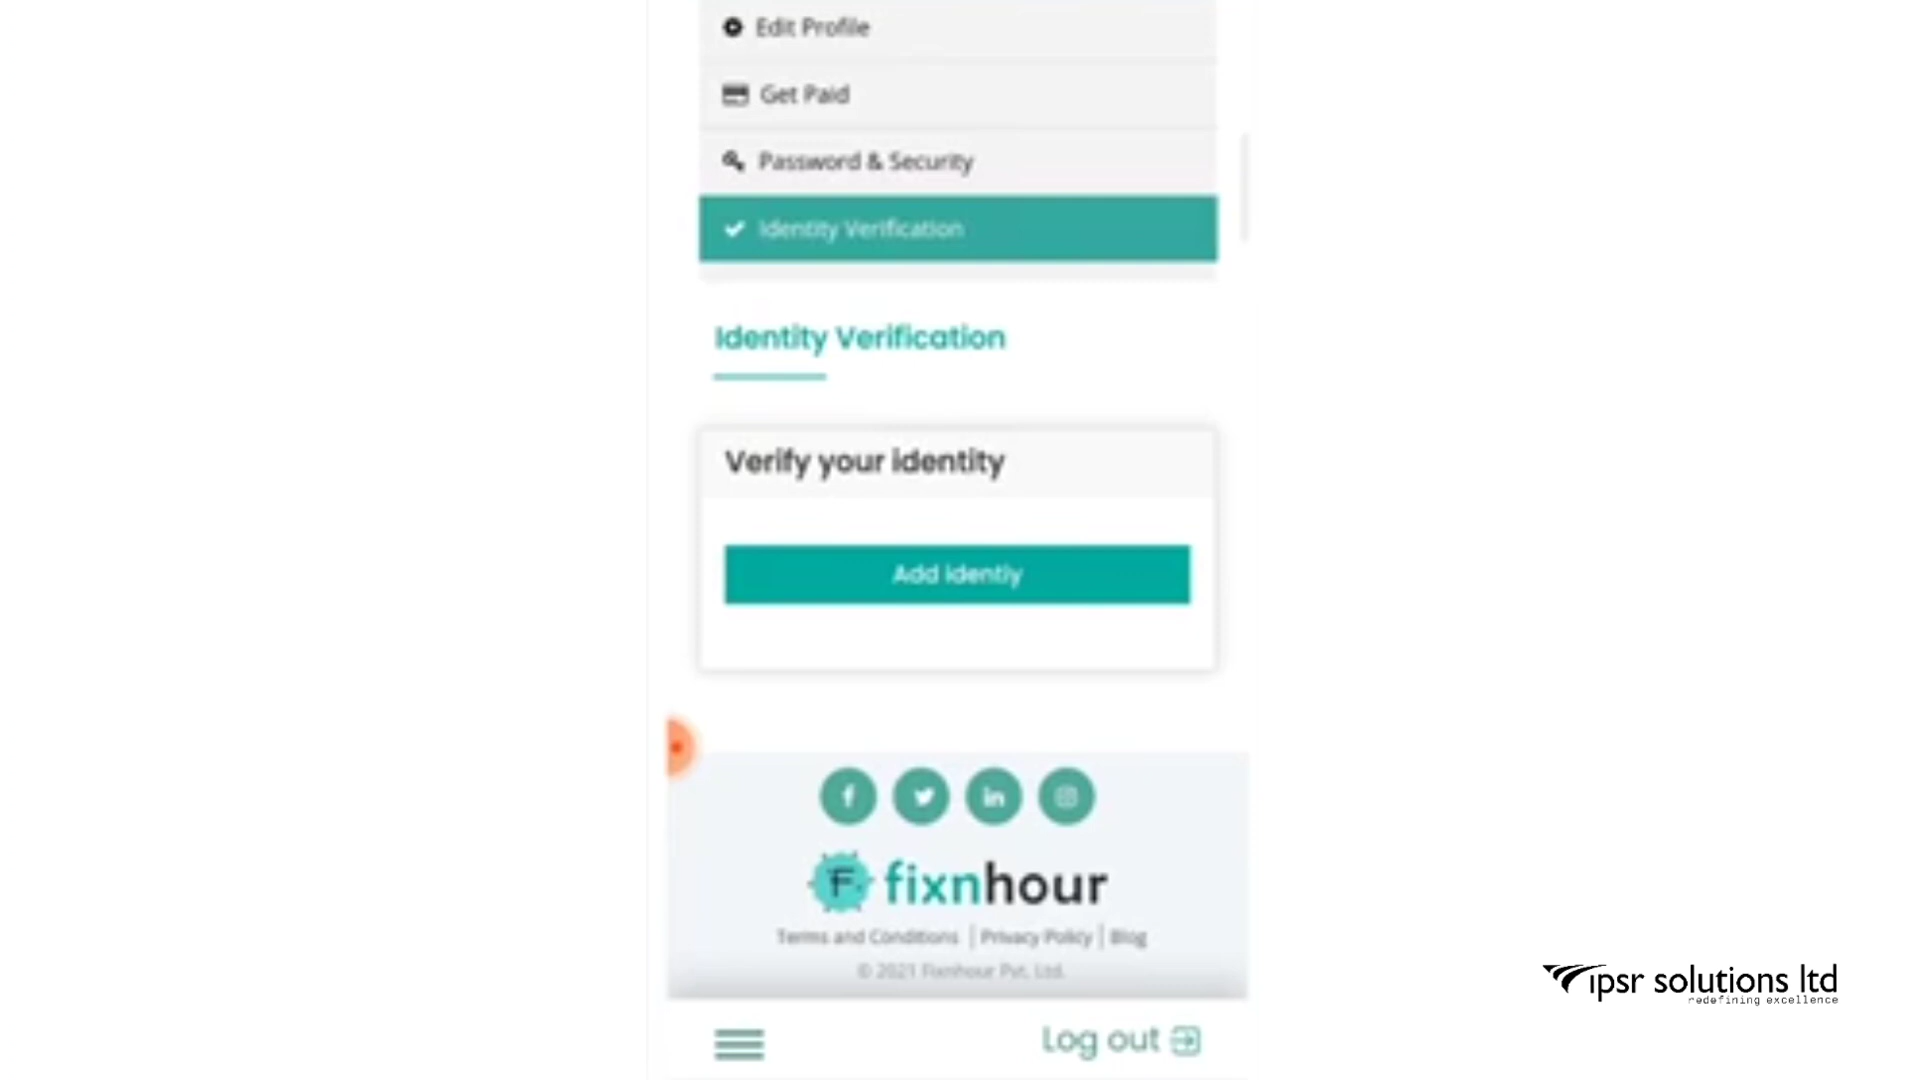 Edit Profile
Get Paid
Password & Security
Identity Verification
Identity Verification
Verify your identity
Add identiy
fixnhour
Terms and Conditions | Privacy Policy | Blog
© 2021 Fixnhour Pvt. Ltd.
ipsr solutions ltd
redefining excellence
Log out